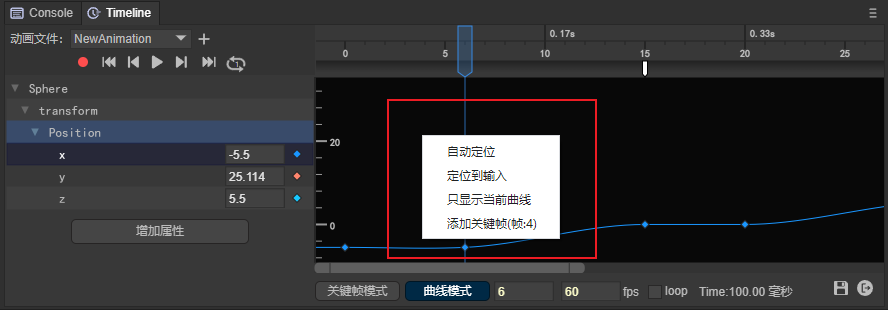 Console Timeline
动画文件: NewAnimation
0.17s 0.33s
0 5 10 15 20 25
Sphere
transform
Position
x -5.5
y 25.114
z 5.5
增加属性
20
0
自动定位
定位到输入
只显示当前曲线
添加关键帧(帧:4)
关键帧模式 曲线模式 6 60 fps loop Time:100.00 毫秒